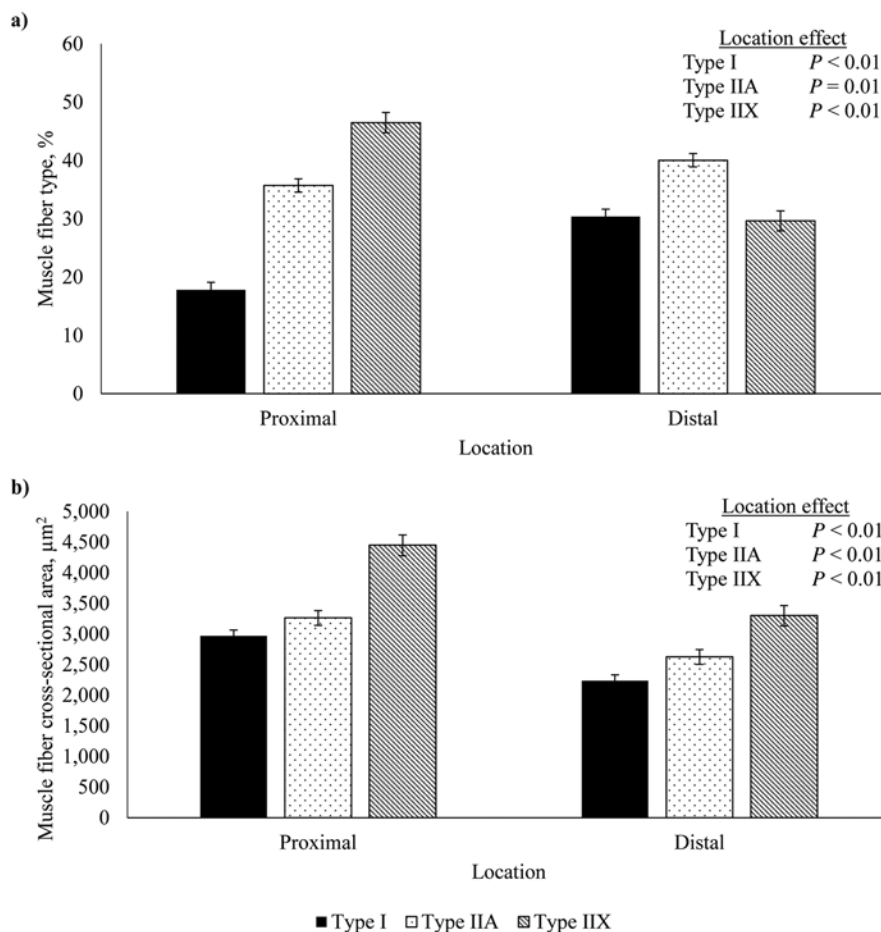 a)
60
50
40
30
20
10
0
Muscle fiber type, %
Location effect
Type I P < 0.01
Type IIA P = 0.01
Type IIX P < 0.01
Proximal Distal
Location
b)
5,000
4,500
4,000
3,500
3,000
2,500
2,000
1,500
1,000
500
0
Muscle fiber cross-sectional area, µm²
Location effect
Type I P < 0.01
Type IIA P < 0.01
Type IIX P < 0.01
Proximal Distal
Location
Type I Type IIA Type IIX